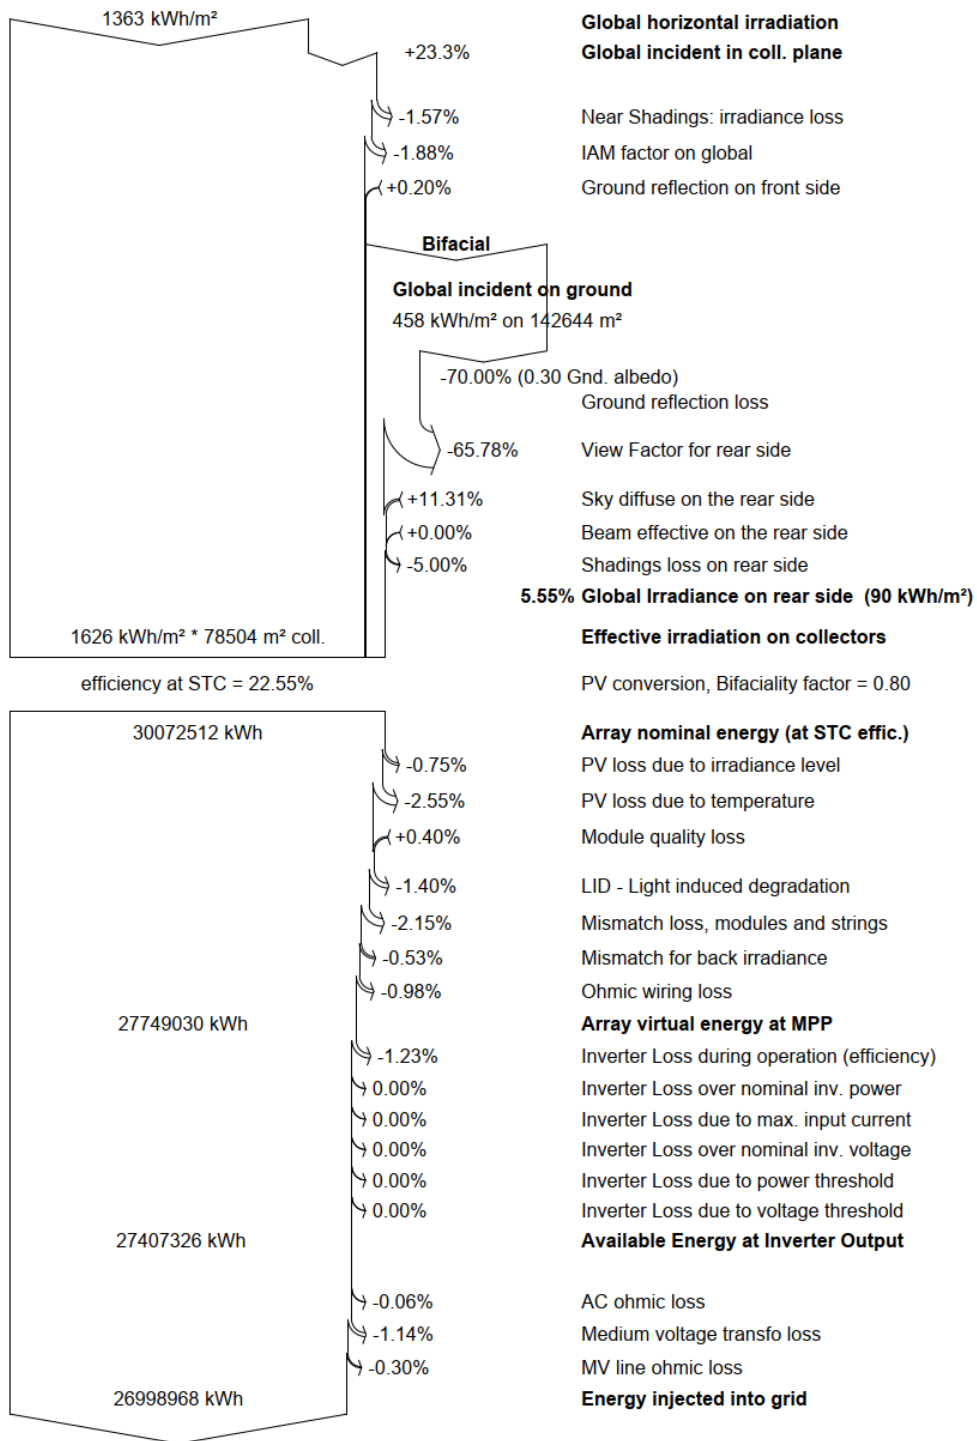 1363 kWh/m² Global horizontal irradiation
+23.3% Global incident in coll. plane
-1.57% Near Shadings: irradiance loss
-1.88% IAM factor on global
+0.20% Ground reflection on front side
Bifacial
Global incident on ground
458 kWh/m² on 142644 m²
-70.00% (0.30 Gnd. albedo)
Ground reflection loss
-65.78% View Factor for rear side
+11.31% Sky diffuse on the rear side
+0.00% Beam effective on the rear side
-5.00% Shadings loss on rear side
5.55% Global Irradiance on rear side (90 kWh/m²)
1626 kWh/m² * 78504 m² coll. Effective irradiation on collectors
efficiency at STC = 22.55% PV conversion, Bifaciality factor = 0.80
30072512 kWh Array nominal energy (at STC effic.)
-0.75% PV loss due to irradiance level
-2.55% PV loss due to temperature
+0.40% Module quality loss
-1.40% LID - Light induced degradation
-2.15% Mismatch loss, modules and strings
-0.53% Mismatch for back irradiance
-0.98% Ohmic wiring loss
27749030 kWh Array virtual energy at MPP
-1.23% Inverter Loss during operation (efficiency)
0.00% Inverter Loss over nominal inv. power
0.00% Inverter Loss due to max. input current
0.00% Inverter Loss over nominal inv. voltage
0.00% Inverter Loss due to power threshold
0.00% Inverter Loss due to voltage threshold
27407326 kWh Available Energy at Inverter Output
-0.06% AC ohmic loss
-1.14% Medium voltage transfo loss
-0.30% MV line ohmic loss
26998968 kWh Energy injected into grid